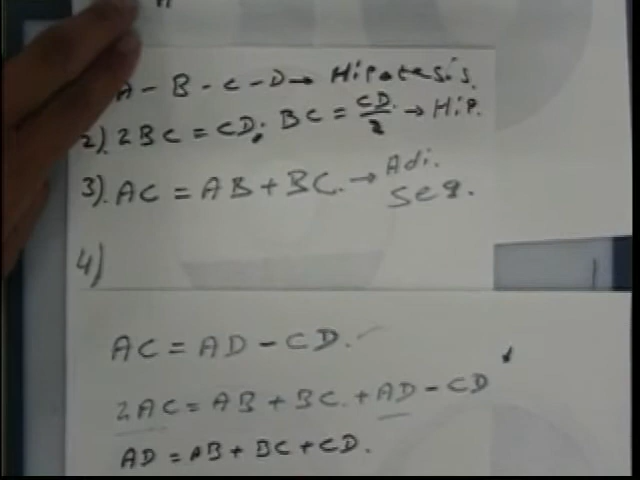 A - B - C - D → Hipotesis.
2). 2BC = CD; BC = CD/2 → Hip.
3). AC = AB + BC. → Adi. Seg.
4)
AC = AD - CD.
2AC = AB + BC + AD - CD
AD = AB + BC + CD.